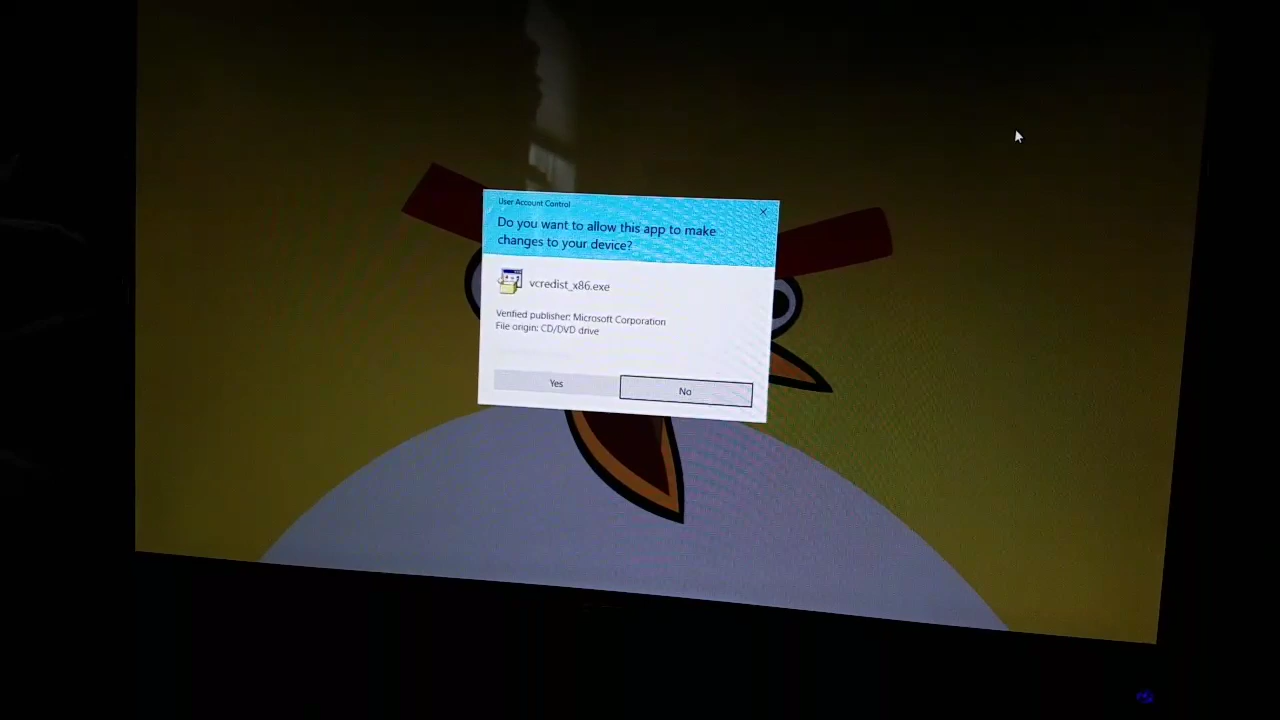 User Account Control
Do you want to allow this app to make
changes to your device?
vcredist_x86.exe
Verified publisher: Microsoft Corporation
File origin: CD/DVD drive
Yes
No